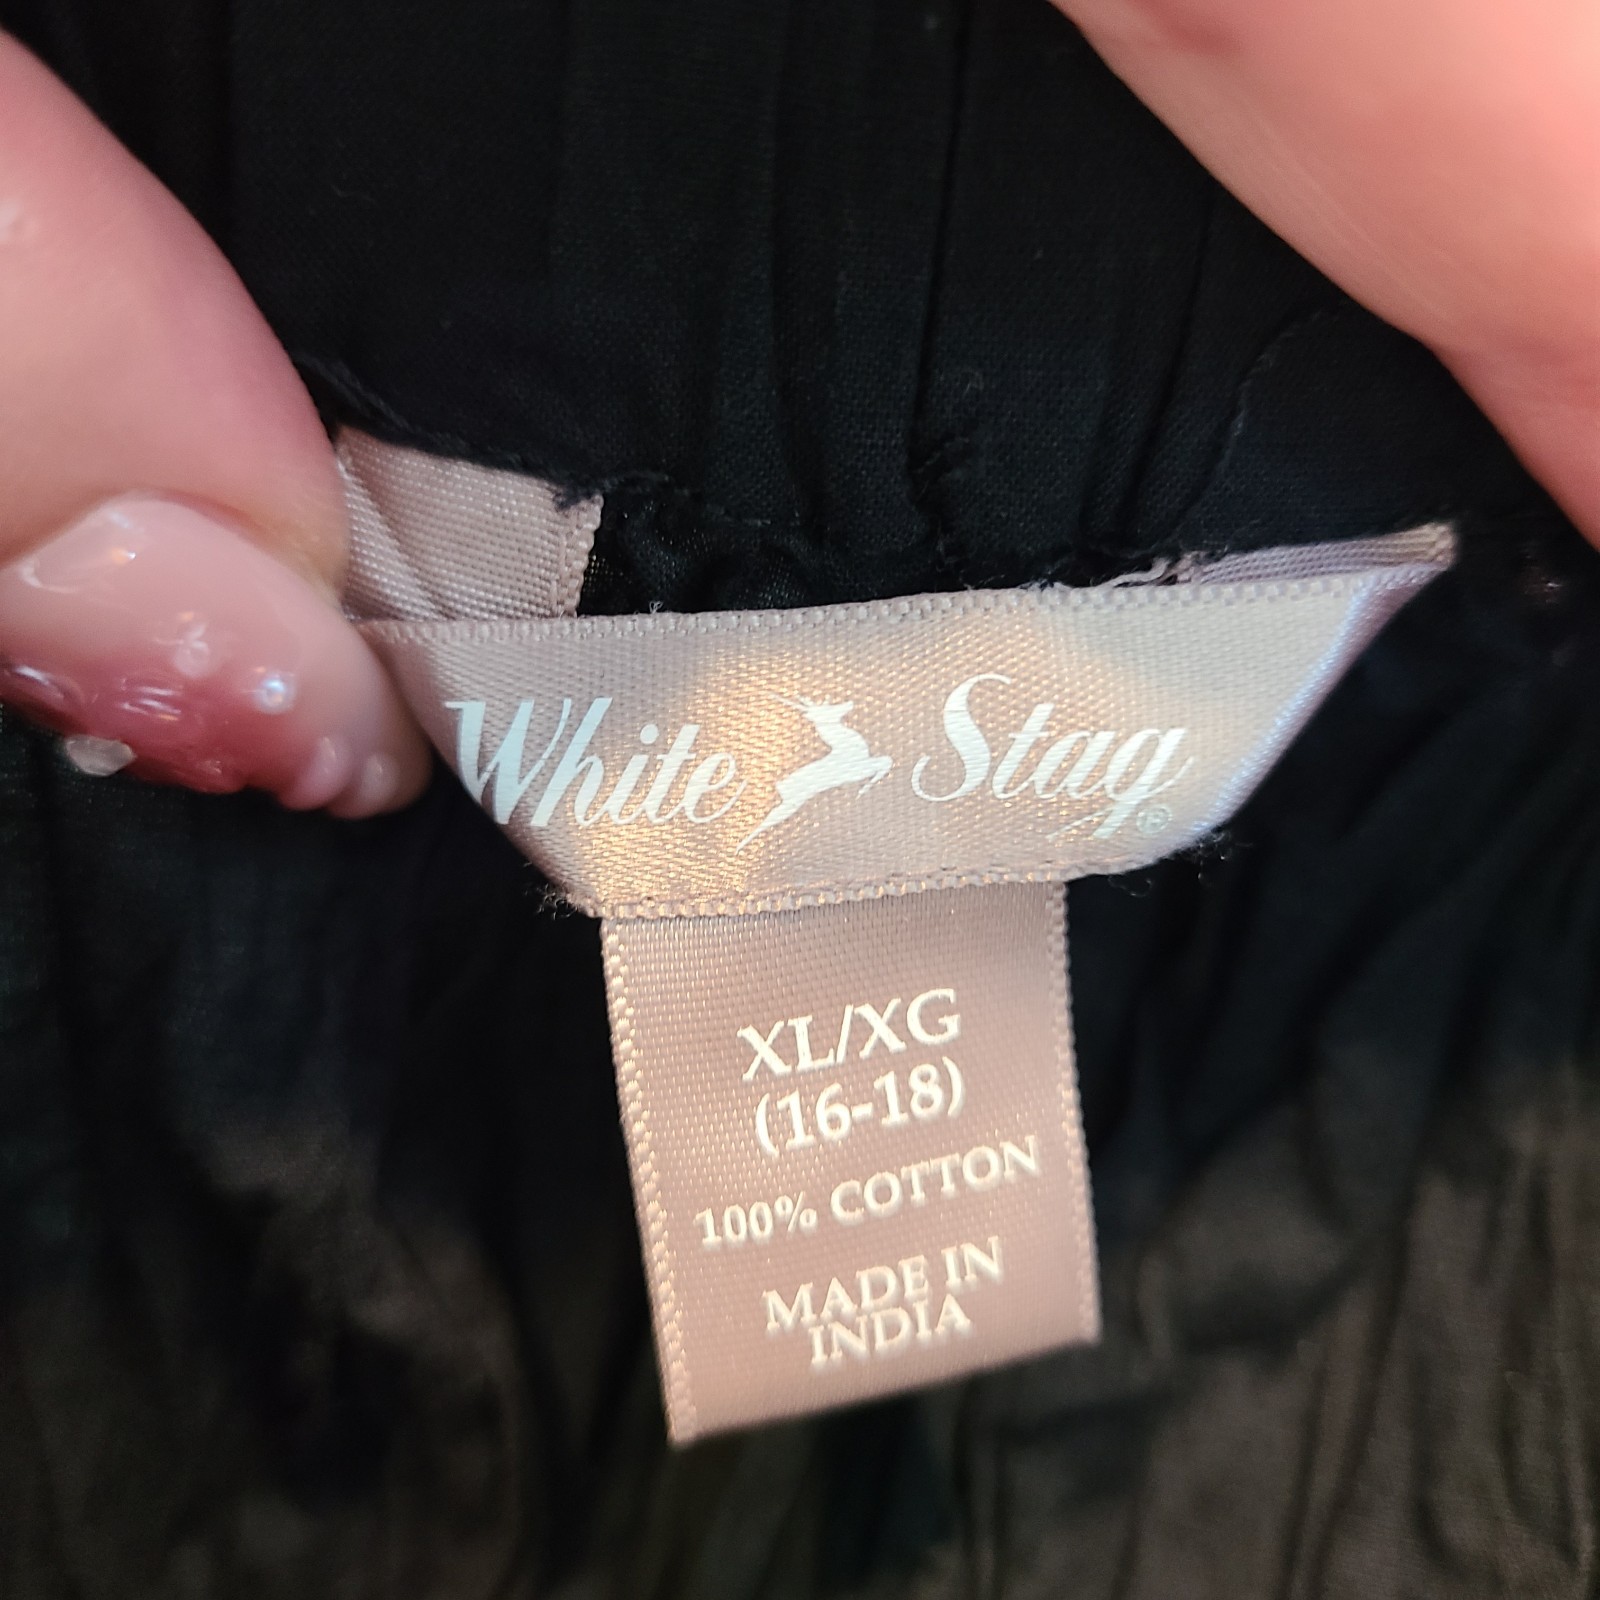 White Stag®
XL/XG
(16-18)
100% COTTON
MADE IN
INDIA